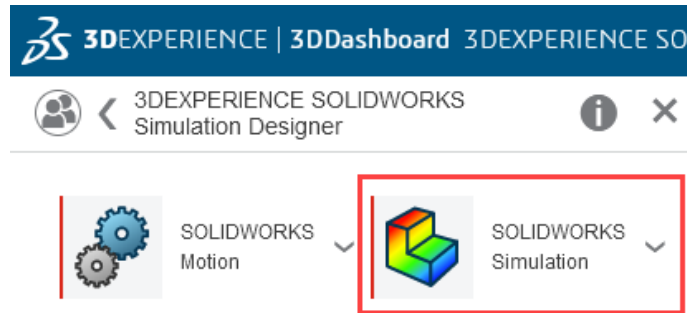 3DEXPERIENCE | 3DDashboard 3DEXPERIENCE SO
3DEXPERIENCE SOLIDWORKS
Simulation Designer
SOLIDWORKS
Motion
SOLIDWORKS
Simulation